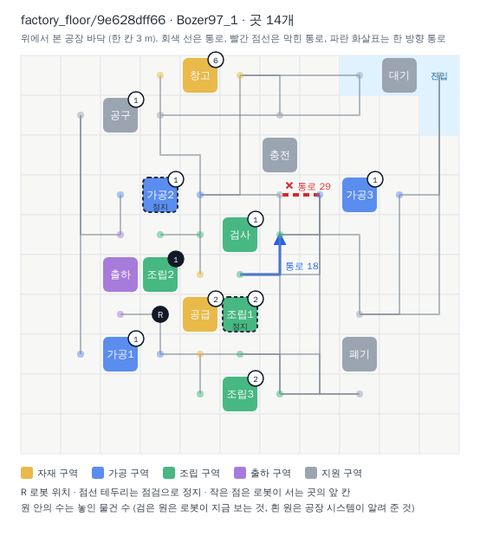 factory_floor/9e628dff66 · Bozer97_1 · 곳 14개
위에서 본 공장 바닥 (한 칸 3 m). 회색 선은 통로, 빨간 점선은 막힌 통로, 파란 화살표는 한 방향 통로
창고 6
대기
진입
공구 1
충전
✕ 통로 29
가공2 1
정지
가공3 1
검사 1
통로 18
출하
조립2 1
공급 2
조립1 2
정지
R
가공1 1
폐기
조립3 2
자재 구역
가공 구역
조립 구역
출하 구역
지원 구역
R 로봇 위치 · 점선 테두리는 점검으로 정지 · 작은 점은 로봇이 서는 곳의 앞 칸
원 안의 수는 놓인 물건 수 (검은 원은 로봇이 지금 보는 것, 흰 원은 공장 시스템이 알려 준 것)